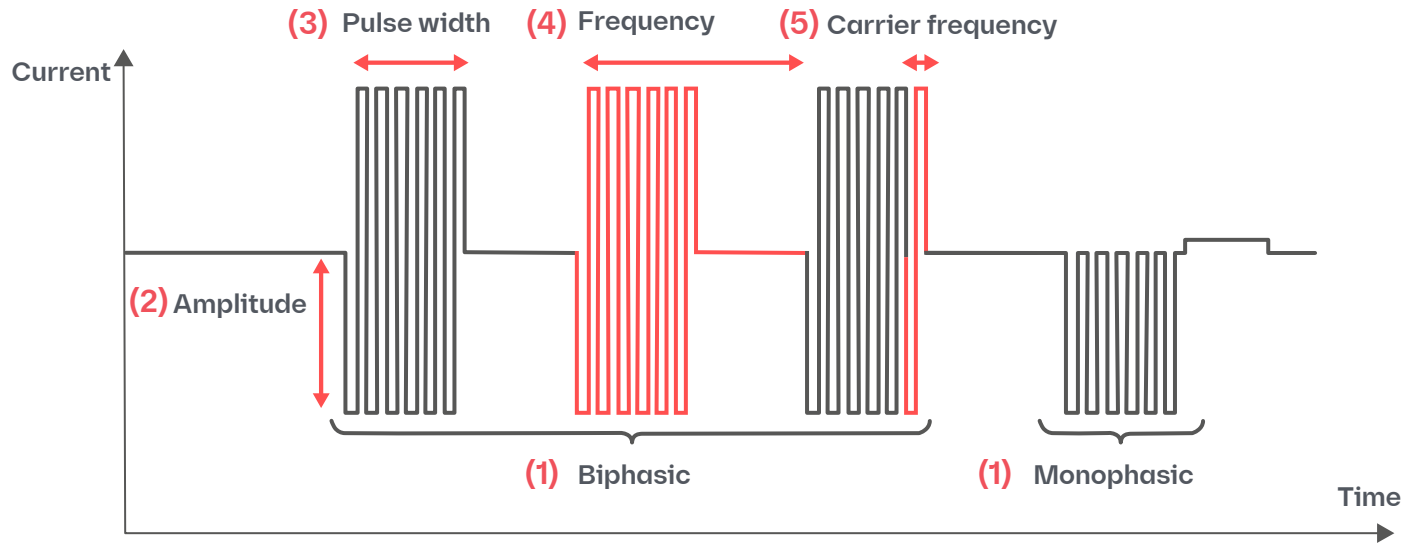 (3) Pulse width
(4) Frequency
(5) Carrier frequency
Current
(2) Amplitude
(1) Biphasic
(1) Monophasic
Time